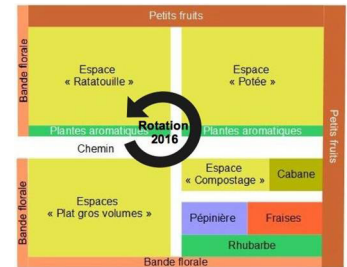 Petits fruits
Bande florale
Espace
« Ratatouille »
Espace
« Potée »
Plantes aromatiques
Rotation
2016
Plantes aromatiques
Petits fruits
Chemin
Bande florale
Espaces
« Plat gros volumes »
Espace
« Compostage »
Cabane
Pépinière
Fraises
Rhubarbe
Bande florale